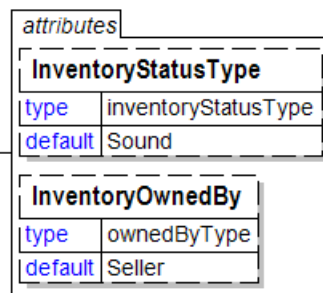 attributes
InventoryStatusType
type inventoryStatusType
default Sound
InventoryOwnedBy
type ownedByType
default Seller